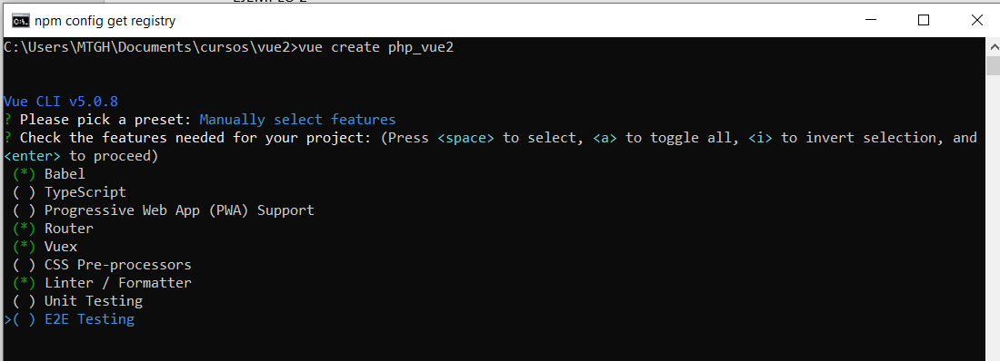 npm config get registry
C:\Users\MTGH\Documents\cursos\vue2>vue create php_vue2
Vue CLI v5.0.8
? Please pick a preset: Manually select features
? Check the features needed for your project: (Press <space> to select, <a> to toggle all, <i> to invert selection, and
<enter> to proceed)
(*) Babel
( ) TypeScript
( ) Progressive Web App (PWA) Support
(*) Router
(*) Vuex
( ) CSS Pre-processors
(*) Linter / Formatter
( ) Unit Testing
>( ) E2E Testing